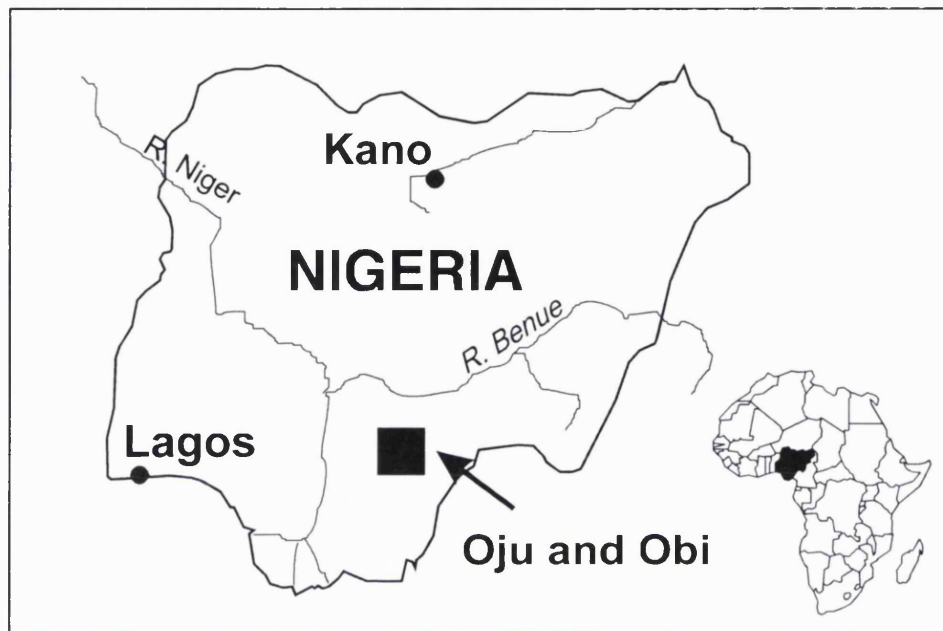 Kano
R. Niger
NIGERIA
R. Benue
Lagos
Oju and Obi